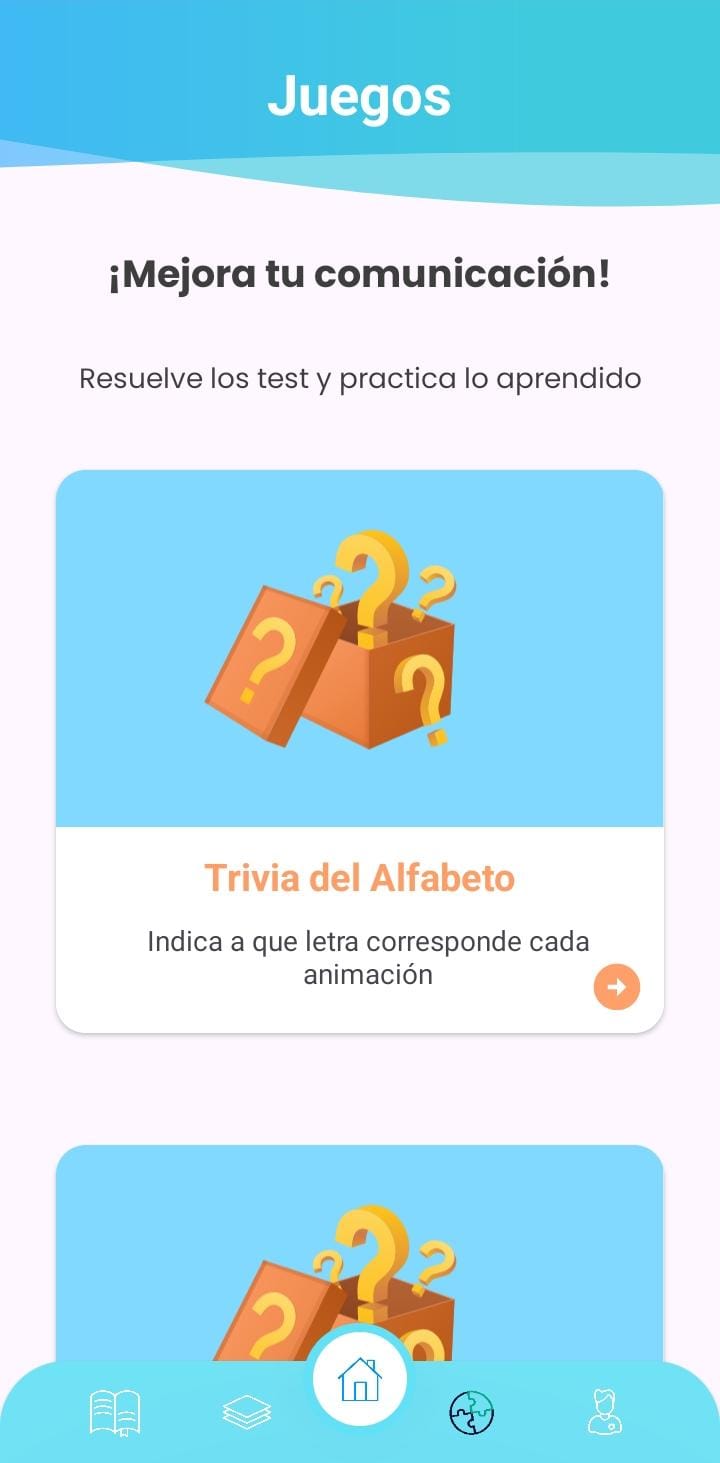 Juegos
¡Mejora tu comunicación!
Resuelve los test y practica lo aprendido
Trivia del Alfabeto
Indica a que letra corresponde cada
animación